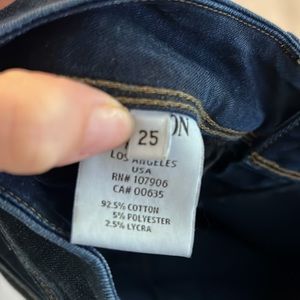 25
LOS ANGELES
USA
RN# 107906
CA# 00635
92.5% COTTON
5% POLYESTER
2.5% LYCRA